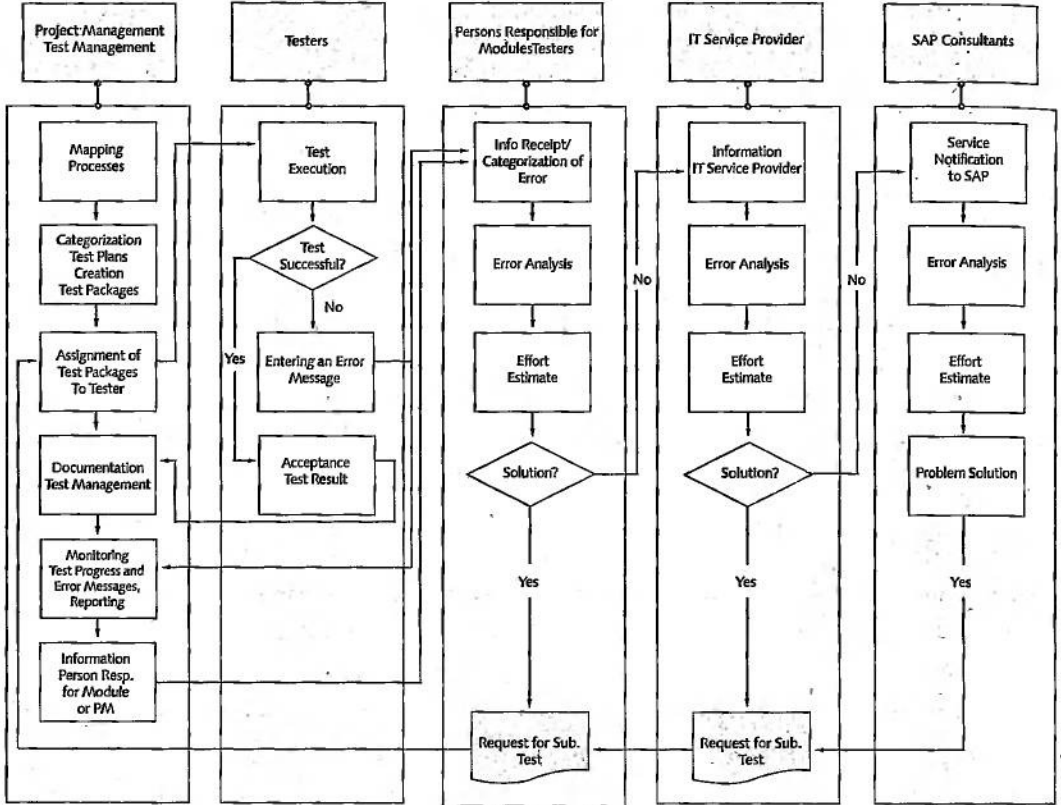 Project Management
Test Management
Testers
Persons Responsible for
ModulesTesters
IT Service Provider
SAP Consultants
Mapping
Processes
Categorization
Test Plans
Creation
Test Packages
Assignment of
Test Packages
To Tester
Documentation
Test Management
Monitoring
Test Progress and
Error Messages,
Reporting
Information
Person Resp.
for Module
or PM
Test
Execution
Test
Successful?
No
Yes
Entering an Error
Message
Acceptance
Test Result
Info Receipt/
Categorization of
Error
Error Analysis
Effort
Estimate
Solution?
No
Yes
Request for Sub.
Test
Information
IT Service Provider
Error Analysis
Effort
Estimate
Solution?
No
Yes
Request for Sub.
Test
Service
Notification
to SAP
Error Analysis
Effort
Estimate
Problem Solution
Yes